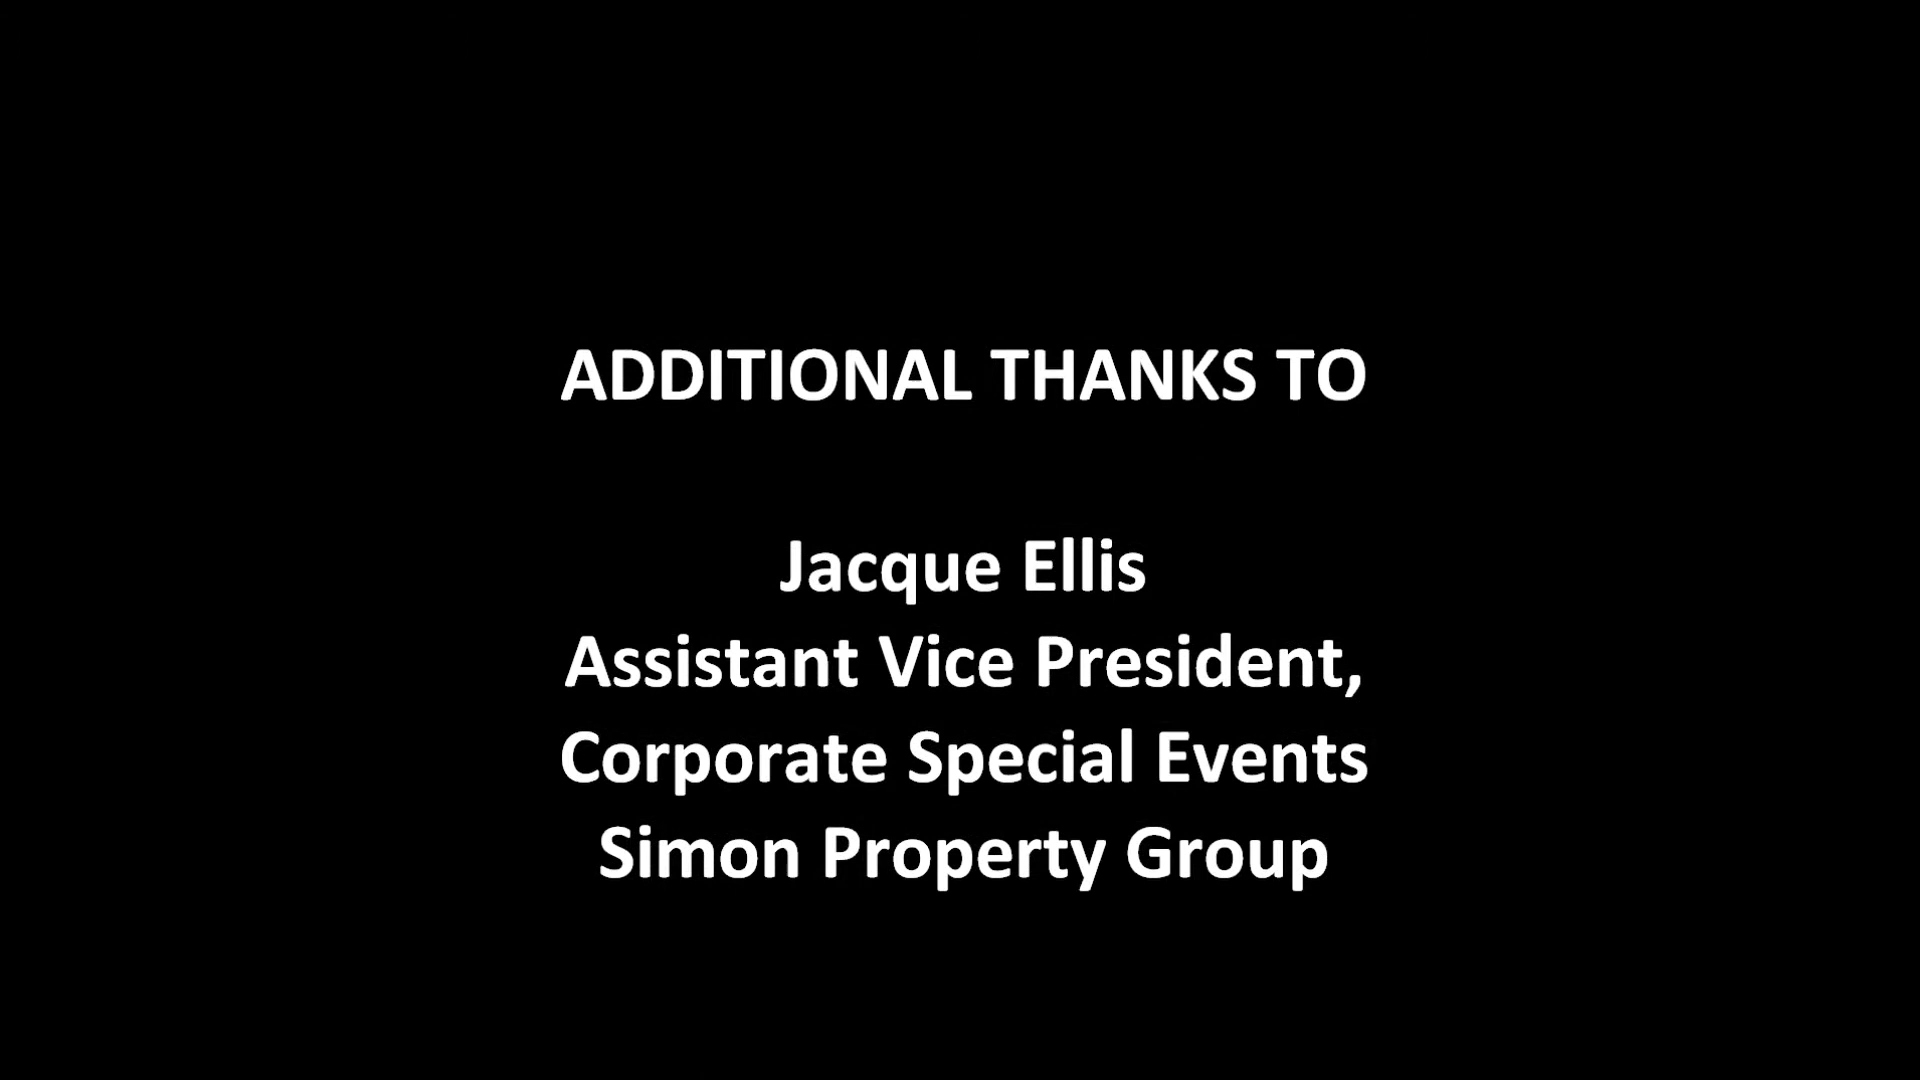 ADDITIONAL THANKS TO
Jacque Ellis
Assistant Vice President,
Corporate Special Events
Simon Property Group